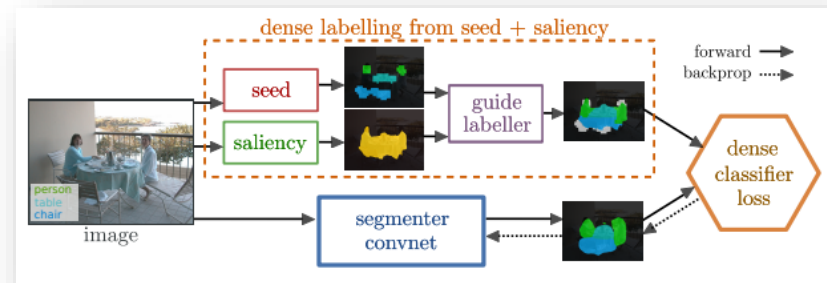 dense labelling from seed + saliency
forward
backprop
seed
guide
labeller
saliency
dense
classifier
loss
person
table
chair
image
segmenter
convnet